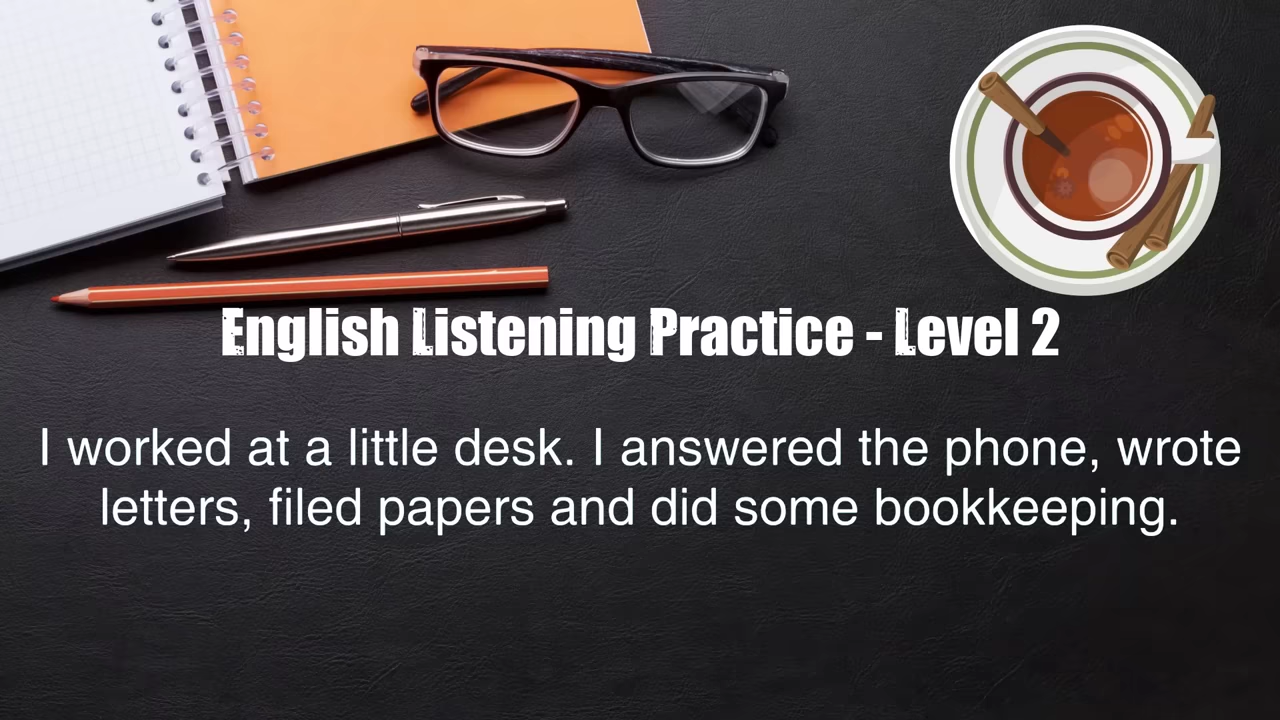 English Listening Practice - Level 2
I worked at a little desk. I answered the phone, wrote
letters, filed papers and did some bookkeeping.